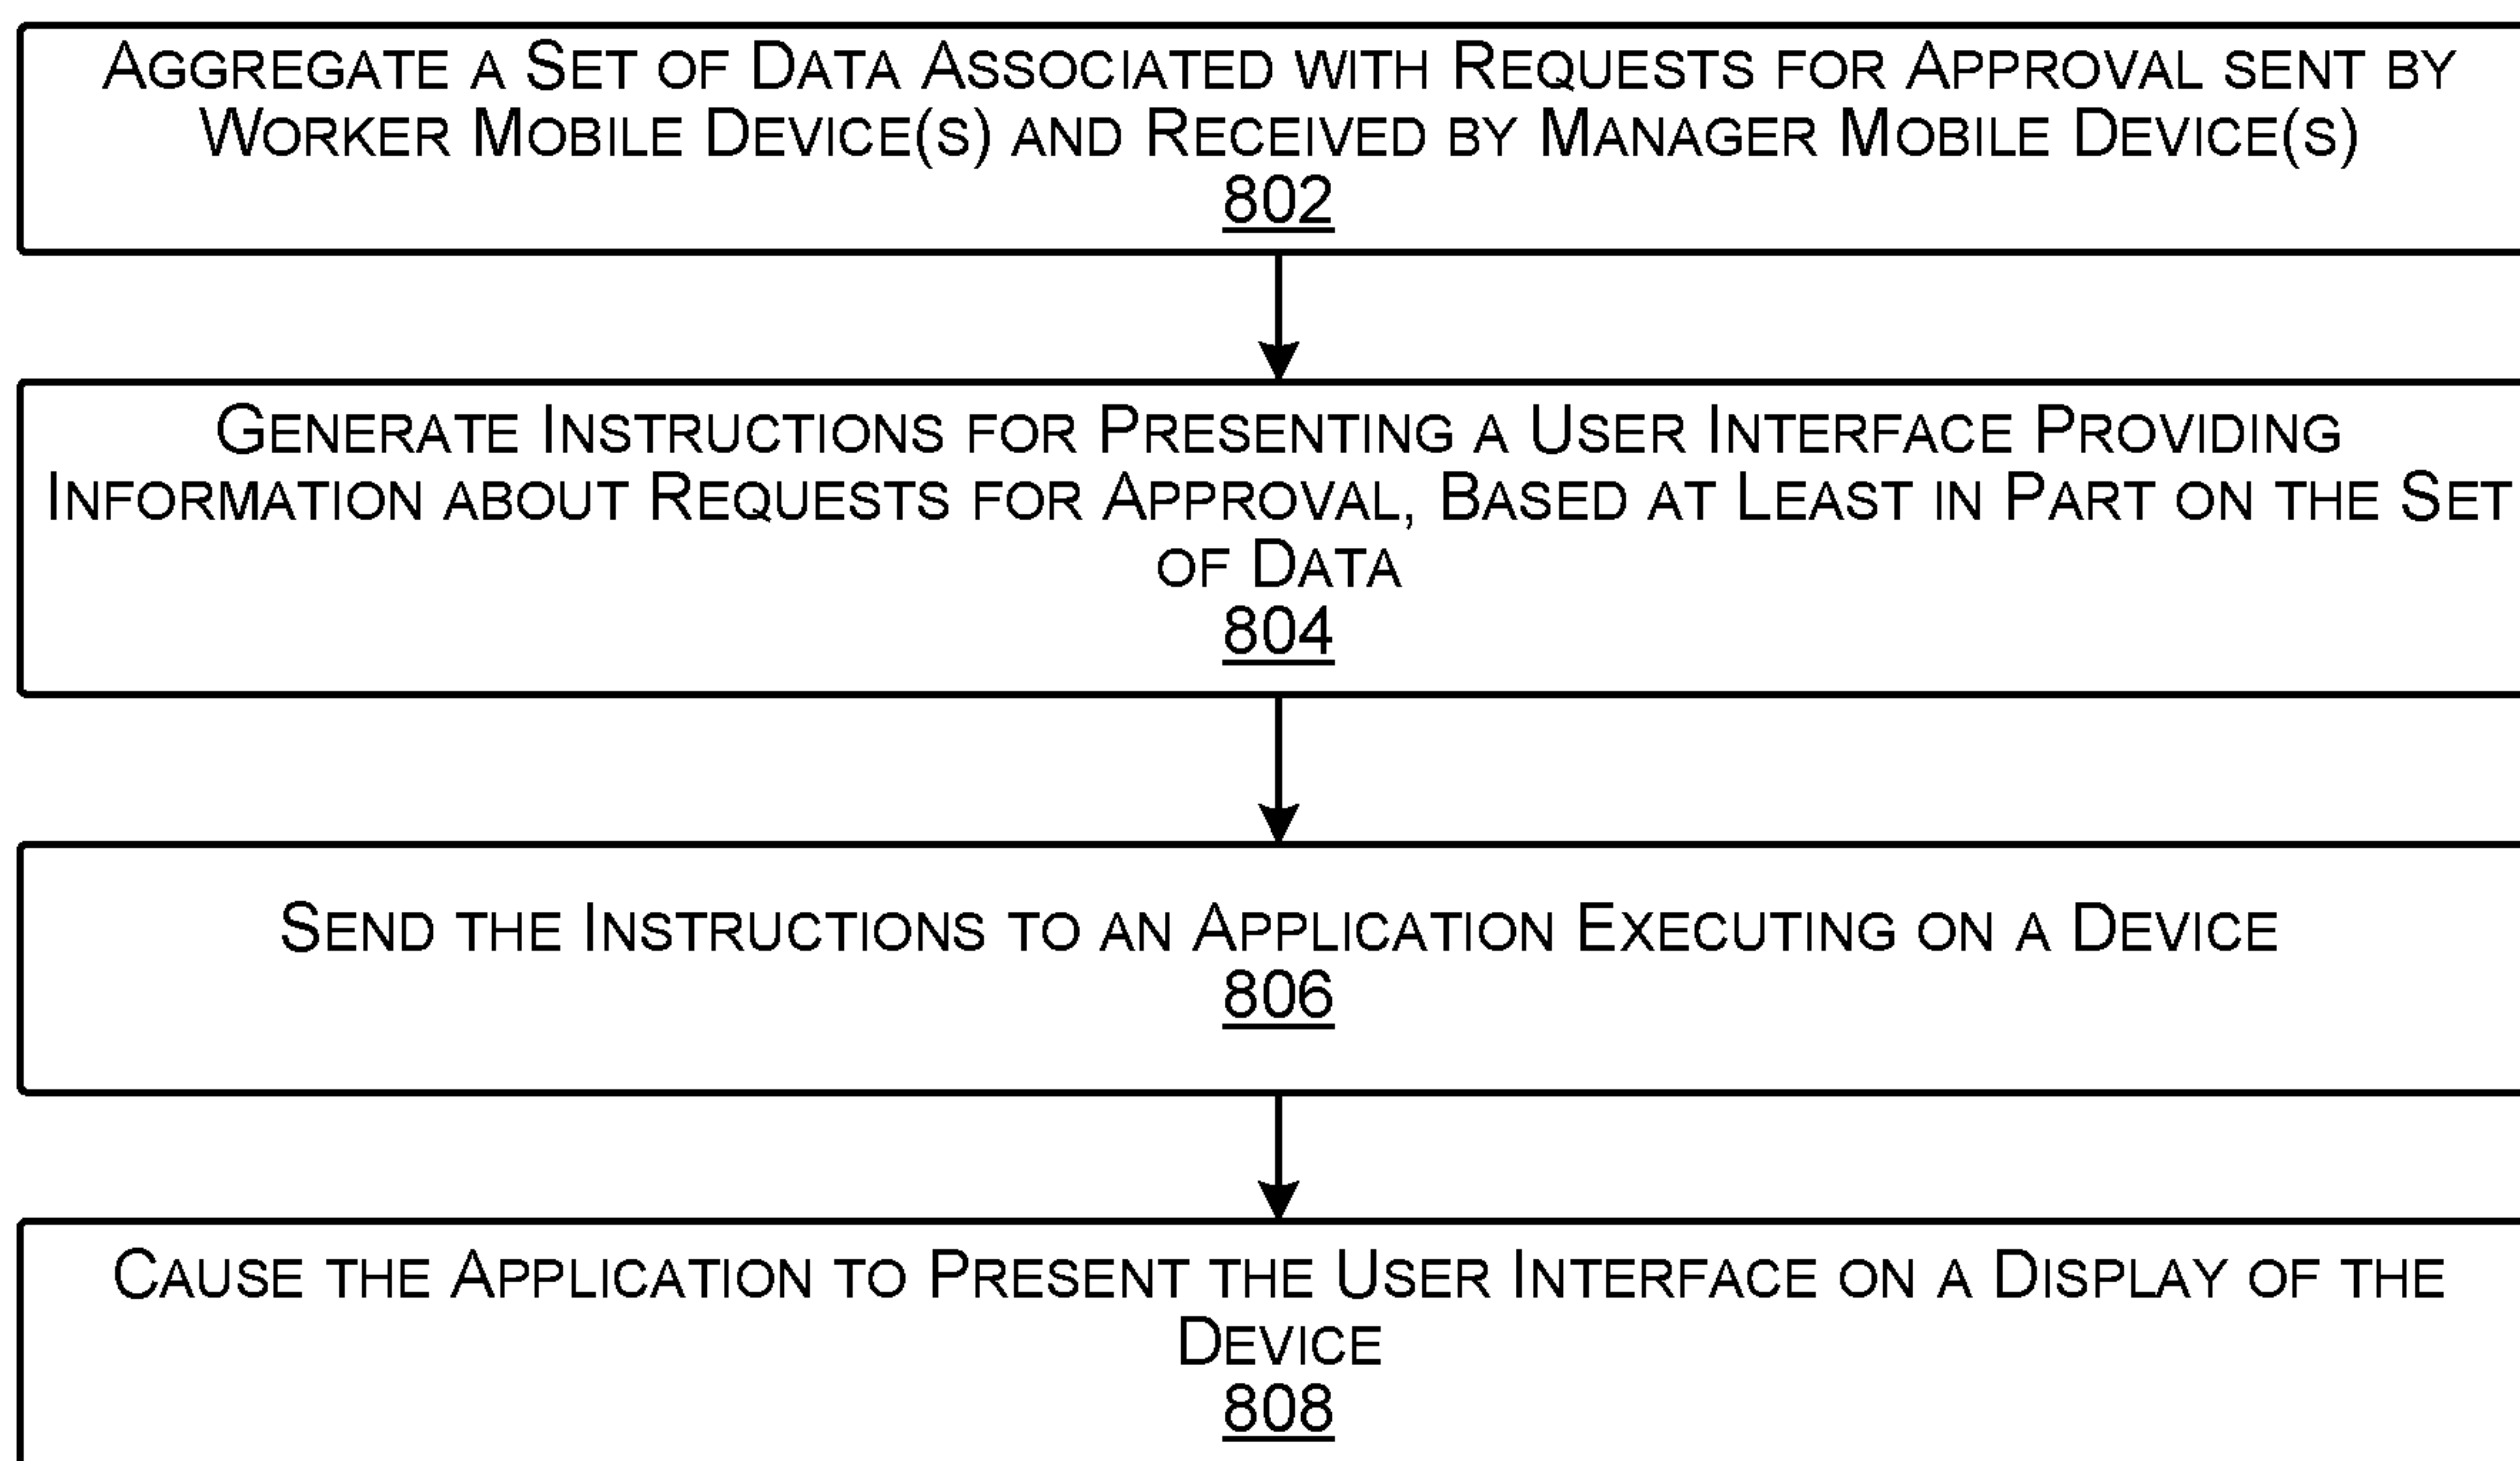 Aggregate a Set of Data Associated with Requests for Approval sent by
Worker Mobile Device(s) and Received by Manager Mobile Device(s)
802
Generate Instructions for Presenting a User Interface Providing
Information about Requests for Approval, Based at Least in Part on the Set
of Data
804
Send the Instructions to an Application Executing on a Device
806
Cause the Application to Present the User Interface on a Display of the
Device
808